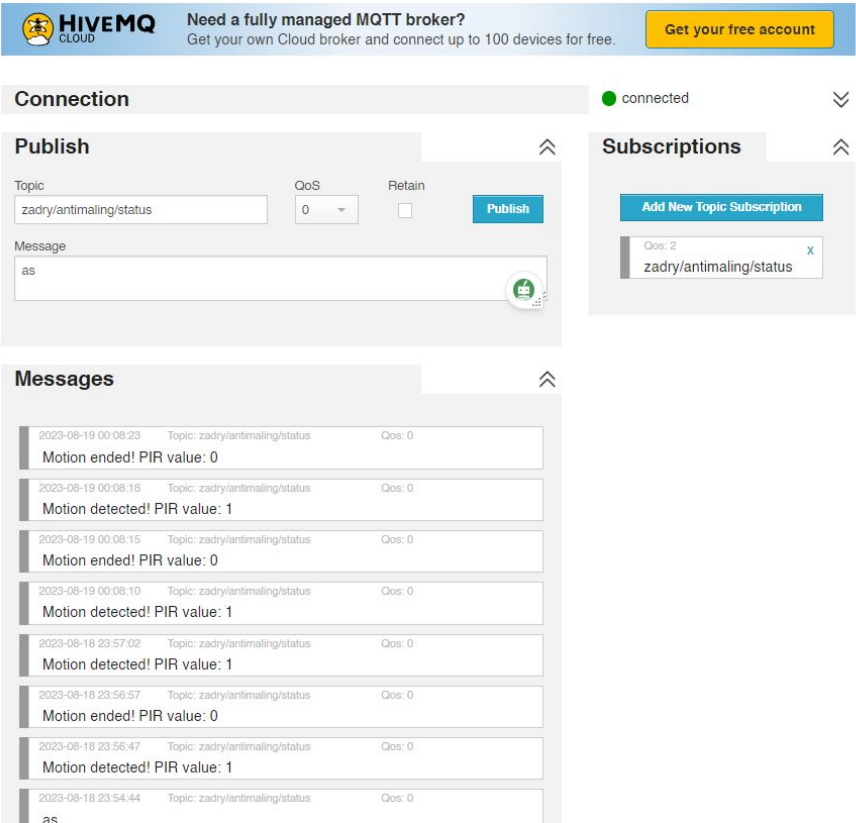 HIVEMQ
CLOUD
Need a fully managed MQTT broker?
Get your own Cloud broker and connect up to 100 devices for free.
Get your free account
Connection
connected
Publish
Topic
QoS
Retain
zadry/antimaling/status
0
Publish
Message
as
Subscriptions
Add New Topic Subscription
Qos: 2
x
zadry/antimaling/status
Messages
2023-08-19 00:08:23 Topic: zadry/antimaling/status Qos: 0
Motion ended! PIR value: 0
2023-08-19 00:08:18 Topic: zadry/antimaling/status Qos: 0
Motion detected! PIR value: 1
2023-08-19 00:08:15 Topic: zadry/antimaling/status Qos: 0
Motion ended! PIR value: 0
2023-08-19 00:08:10 Topic: zadry/antimaling/status Qos: 0
Motion detected! PIR value: 1
2023-08-18 23:57:02 Topic: zadry/antimaling/status Qos: 0
Motion detected! PIR value: 1
2023-08-18 23:56:57 Topic: zadry/antimaling/status Qos: 0
Motion ended! PIR value: 0
2023-08-18 23:56:47 Topic: zadry/antimaling/status Qos: 0
Motion detected! PIR value: 1
2023-08-18 23:54:44 Topic: zadry/antimaling/status Qos: 0
as